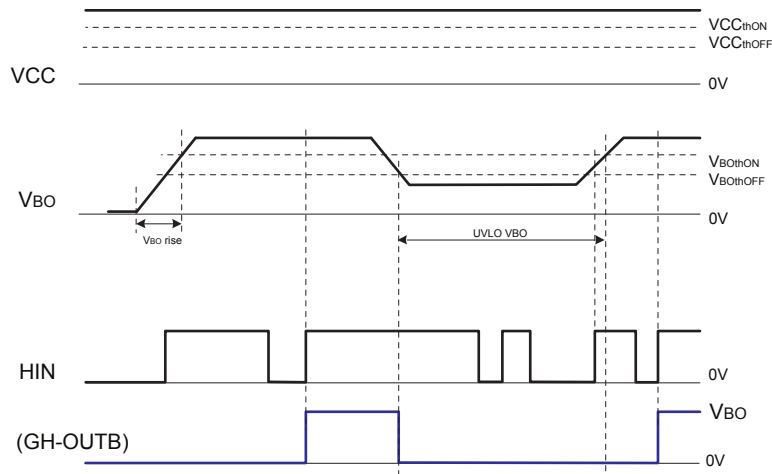 VCCthON
VCCthOFF
VCC
0V
VBOthON
VBOthOFF
VBO
0V
VBO rise
UVLO VBO
HIN
0V
VBO
(GH-OUTB)
0V